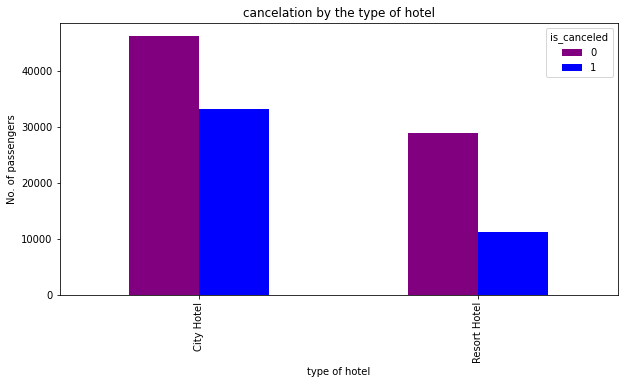 cancelation by the type of hotel
is_canceled
0
1
40000
30000
20000
10000
0
No. of passengers
City Hotel
Resort Hotel
type of hotel